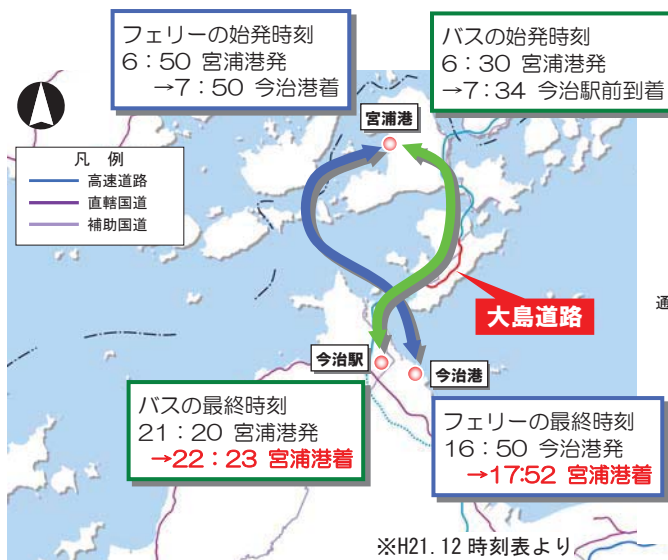 フェリーの始発時刻
6：50 宮浦港発
→7：50 今治港着
バスの始発時刻
6：30 宮浦港発
→7：34 今治駅前到着
宮浦港
凡 例
高速道路
直轄国道
補助国道
大島道路
通
今治駅
今治港
バスの最終時刻
21：20 宮浦港発
→22：23 宮浦港着
フェリーの最終時刻
16：50 今治港発
→17:52 宮浦港着
※H21.12 時刻表より